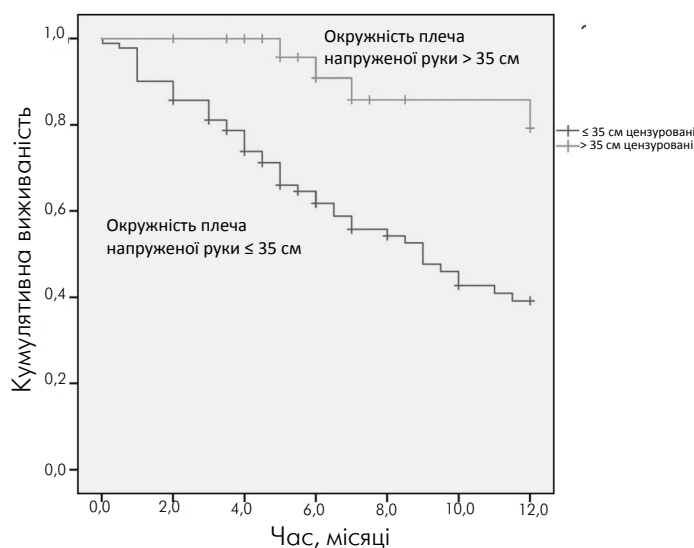 Окружність плеча
напруженої руки > 35 см
≤ 35 см цензуровані
> 35 см цензуровані
Окружність плеча
напруженої руки ≤ 35 см
Кумулятивна виживаність
1,0
0,8
0,6
0,4
0,2
0,0
0,0 2,0 4,0 6,0 8,0 10,0 12,0
Час, місяці